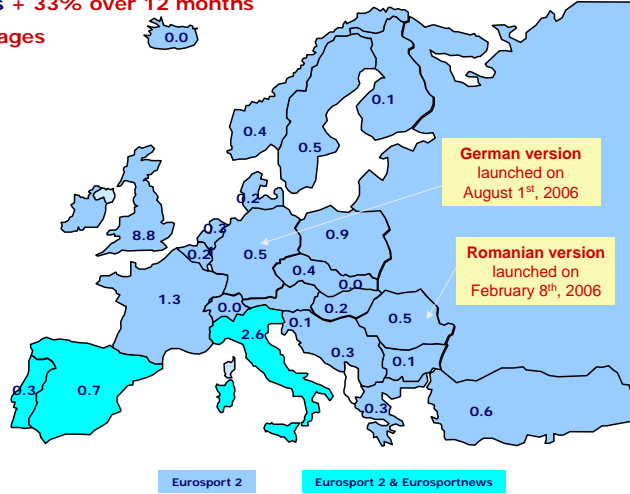 s + 33% over 12 months
ages
0.0
0.1
0.4
0.5
German version
launched on
August 1st, 2006
0.2
0.2
8.8
0.9
0.2
0.5
Romanian version
launched on
February 8th, 2006
0.4
0.0
1.3
0.0
0.2
0.5
0.1
2.6
0.3
0.1
0.3
0.7
0.3
0.6
Eurosport 2
Eurosport 2 & Eurosportnews